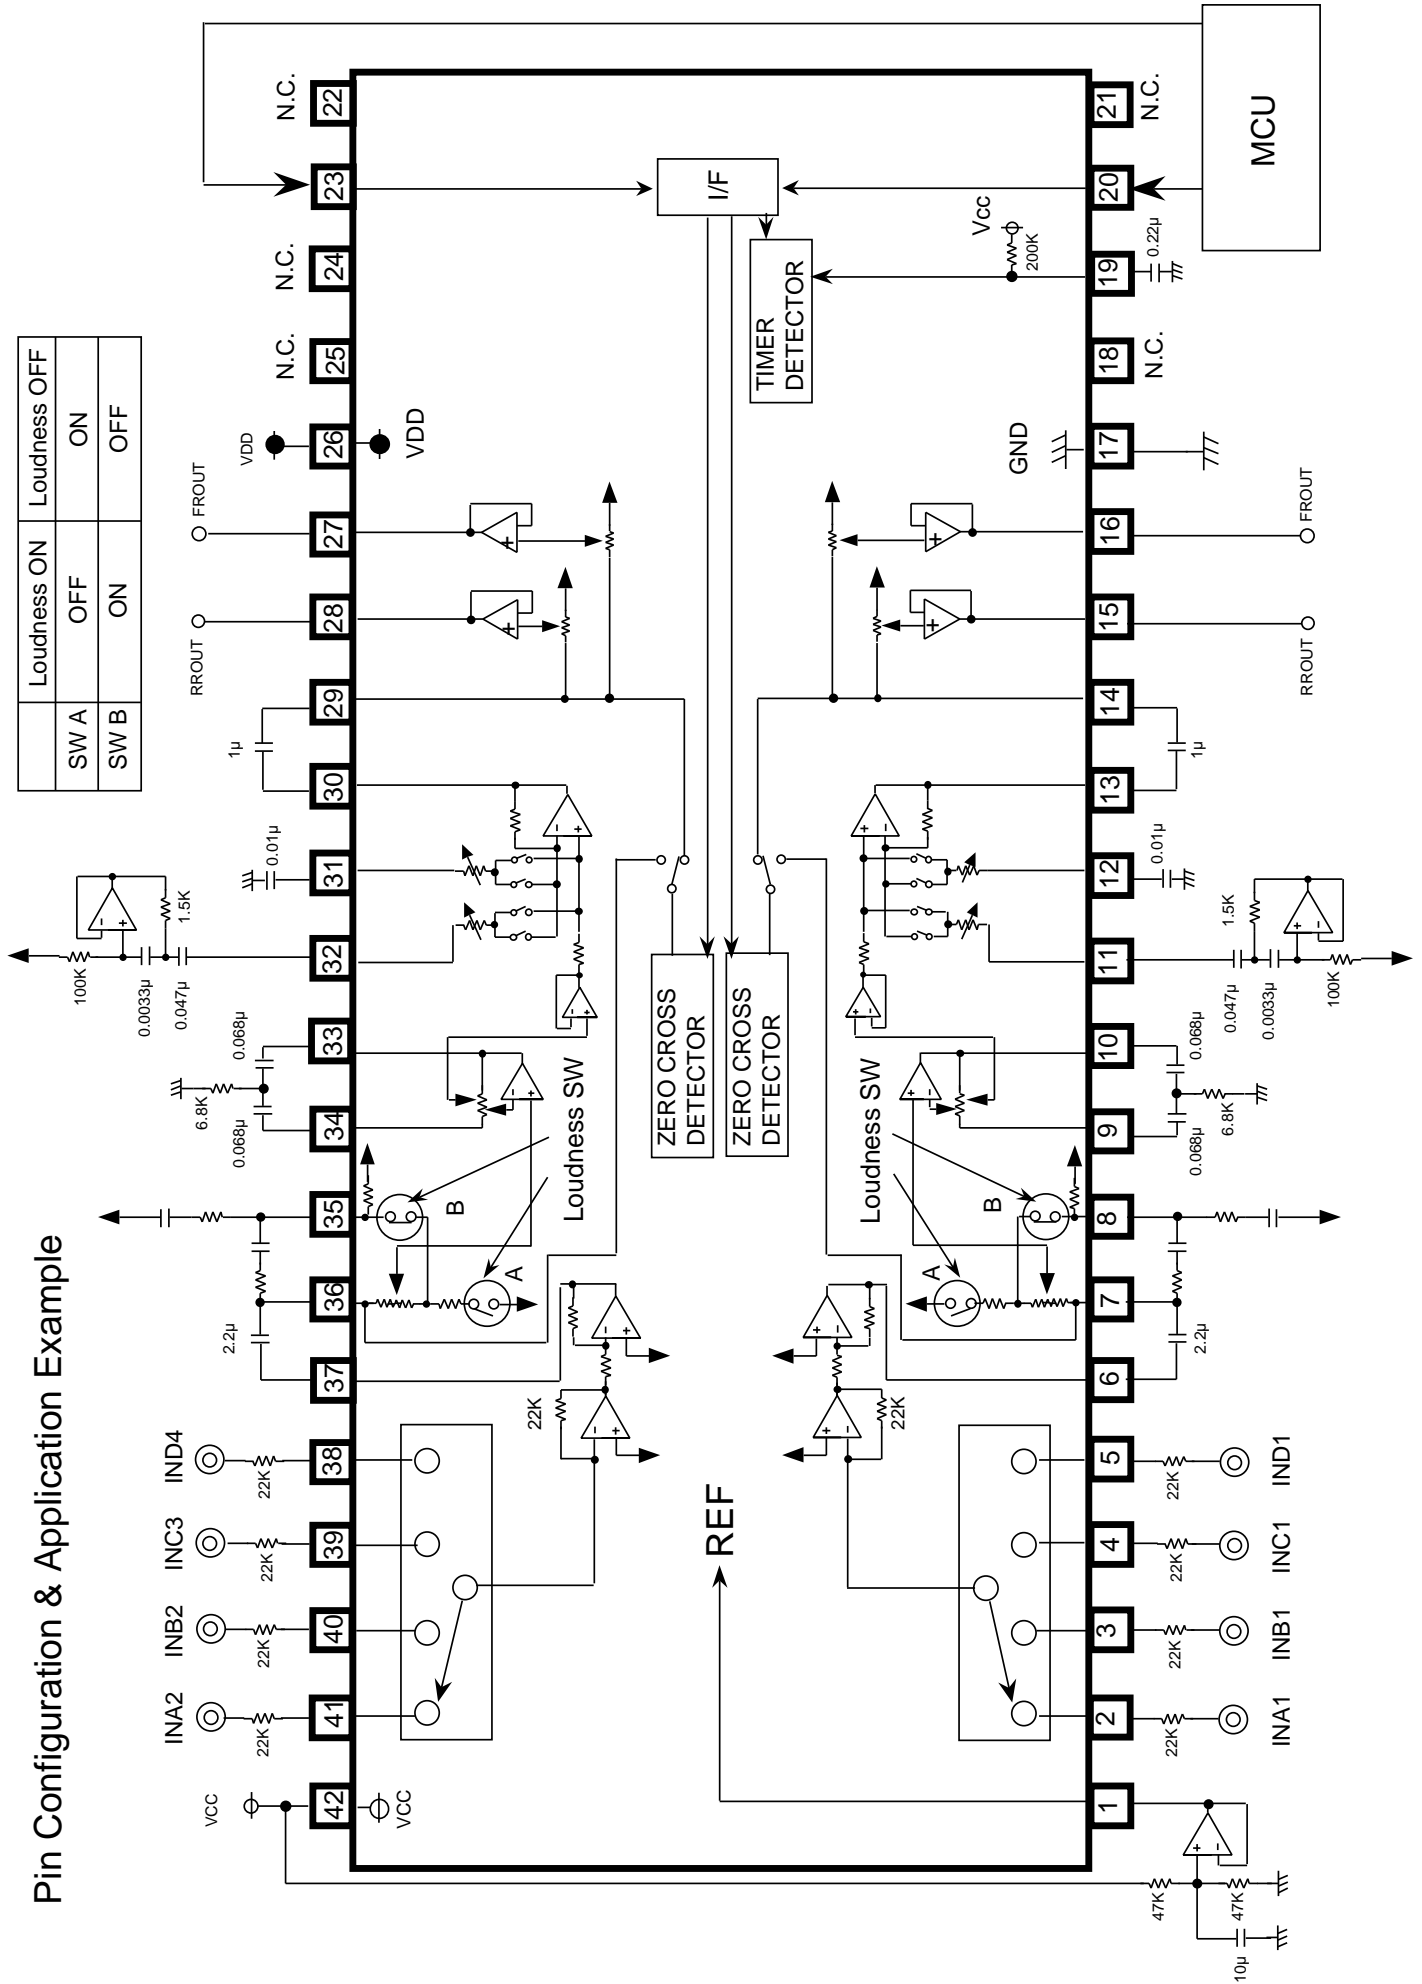 Pin Configuration & Application Example
Loudness ON Loudness OFF
SW A OFF ON
SW B ON OFF
VCC
INA2
INB2
INC3
IND4
22K
22K
22K
22K
2.2μ
6.8K
0.068μ
0.068μ
100K
0.0033μ
0.047μ
1.5K
0.01μ
1μ
RROUT
FROUT
VDD
N.C.
N.C.
N.C.
42
41
40
39
38
37
36
35
34
33
32
31
30
29
28
27
26
25
24
23
22
VCC
VDD
B
A
Loudness SW
22K
ZERO CROSS
DETECTOR
ZERO CROSS
DETECTOR
I/F
TIMER
DETECTOR
REF
22K
Loudness SW
A
B
GND
Vcc
200K
1
2
3
4
5
6
7
8
9
10
11
12
13
14
15
16
17
18
19
20
21
47K
47K
10μ
22K
22K
22K
22K
INA1
INB1
INC1
IND1
2.2μ
0.068μ
0.068μ
6.8K
0.047μ
0.0033μ
1.5K
100K
0.01μ
1μ
RROUT
FROUT
N.C.
0.22μ
N.C.
MCU